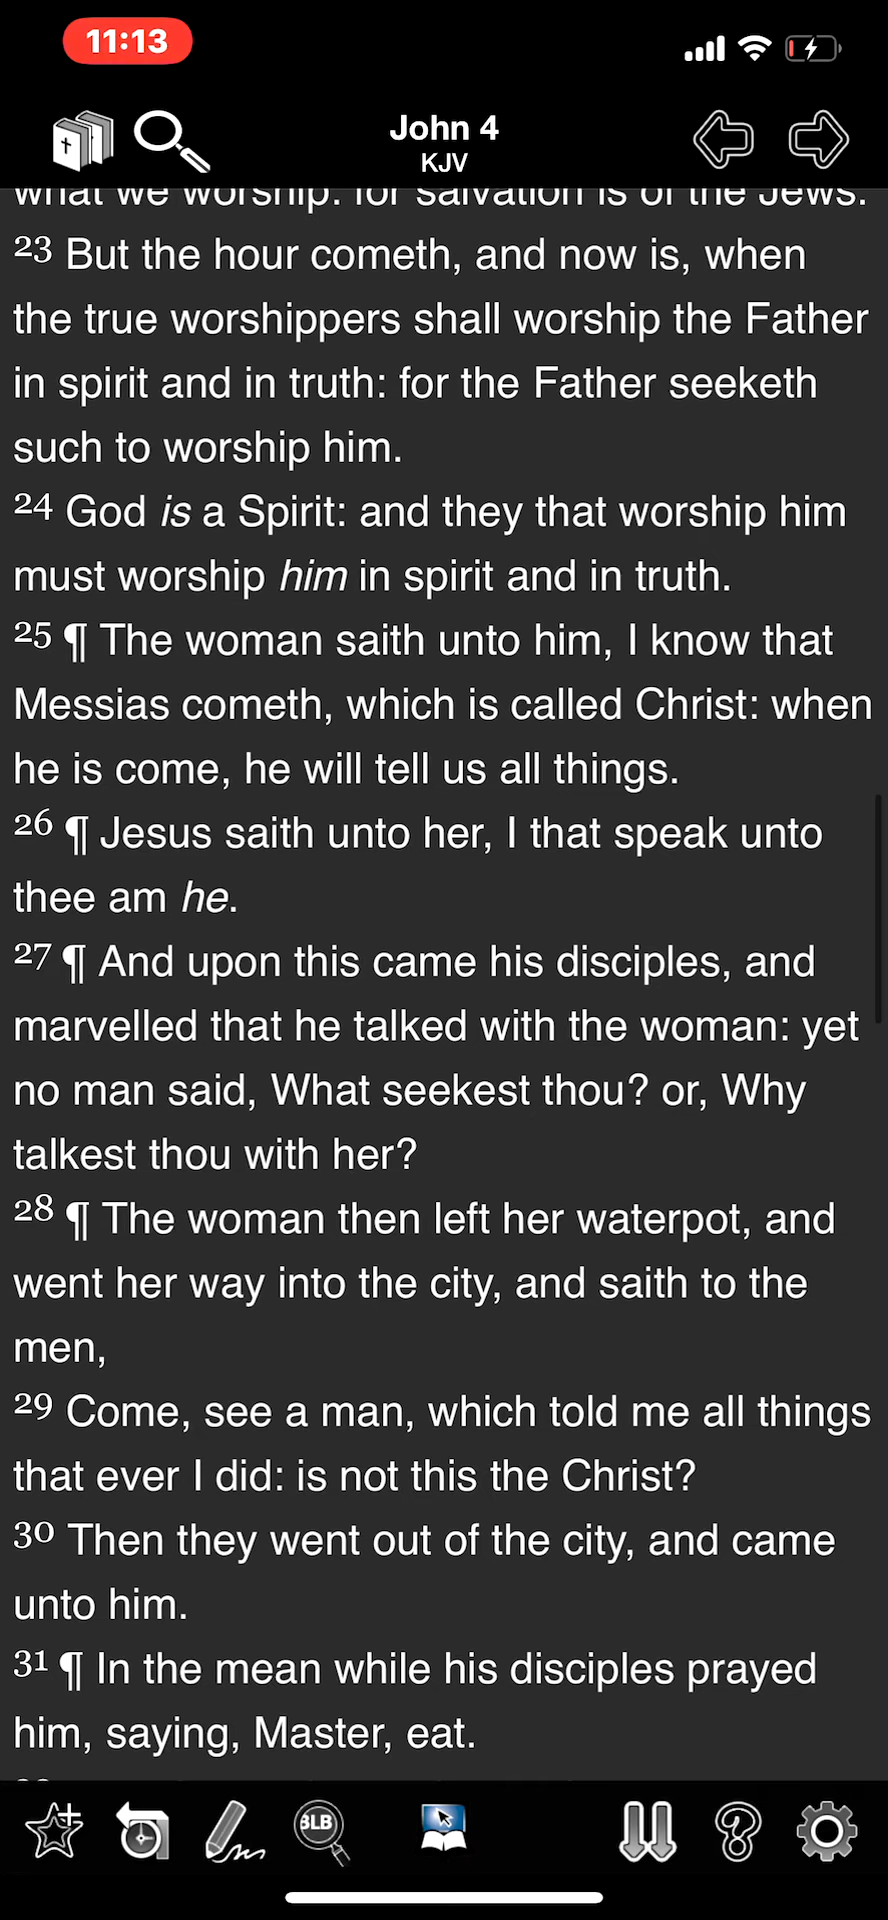 11:13
John 4
KJV
what we worship: for salvation is of the Jews.
23 But the hour cometh, and now is, when
the true worshippers shall worship the Father
in spirit and in truth: for the Father seeketh
such to worship him.
24 God is a Spirit: and they that worship him
must worship him in spirit and in truth.
25 ¶ The woman saith unto him, I know that
Messias cometh, which is called Christ: when
he is come, he will tell us all things.
26 ¶ Jesus saith unto her, I that speak unto
thee am he.
27 ¶ And upon this came his disciples, and
marvelled that he talked with the woman: yet
no man said, What seekest thou? or, Why
talkest thou with her?
28 ¶ The woman then left her waterpot, and
went her way into the city, and saith to the
men,
29 Come, see a man, which told me all things
that ever I did: is not this the Christ?
30 Then they went out of the city, and came
unto him.
31 ¶ In the mean while his disciples prayed
him, saying, Master, eat.
BLB